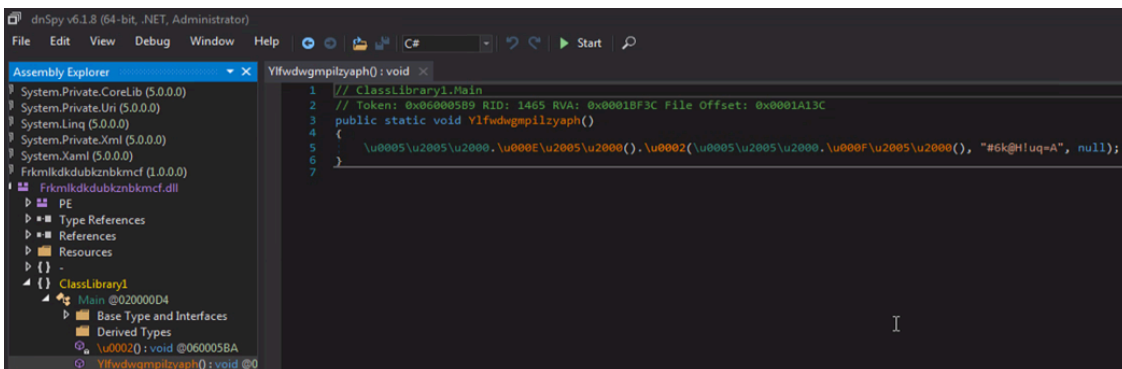 dnSpy v6.1.8 (64-bit, .NET, Administrator)
File Edit View Debug Window Help C# Start
Assembly Explorer
System.Private.CoreLib (5.0.0.0)
System.Private.Uri (5.0.0.0)
System.Linq (5.0.0.0)
System.Private.Xml (5.0.0.0)
System.Xaml (5.0.0.0)
Frkmlkdkdubkznbkmcf (1.0.0.0)
Frkmlkdkdubkznbkmcf.dll
PE
Type References
References
Resources
{ } -
{ } ClassLibrary1
Main @020000D4
Base Type and Interfaces
Derived Types
\u0002() : void @060005BA
Ylfwdwgmpilzyaph() : void @0
Ylfwdwgmpilzyaph() : void
1 // ClassLibrary1.Main
2 // Token: 0x060005B9 RID: 1465 RVA: 0x0001BF3C File Offset: 0x0001A13C
3 public static void Ylfwdwgmpilzyaph()
4 {
5 \u0005\u2005\u2000.\u000E\u2005\u2000().\u0002(\u0005\u2005\u2000.\u000F\u2005\u2000(), "#6k@H!uq=A", null);
6 }
7